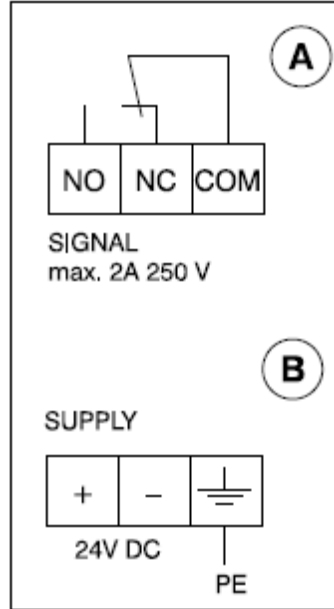 A
NO NC COM
SIGNAL
max. 2A 250 V
B
SUPPLY
+ −
24V DC
PE